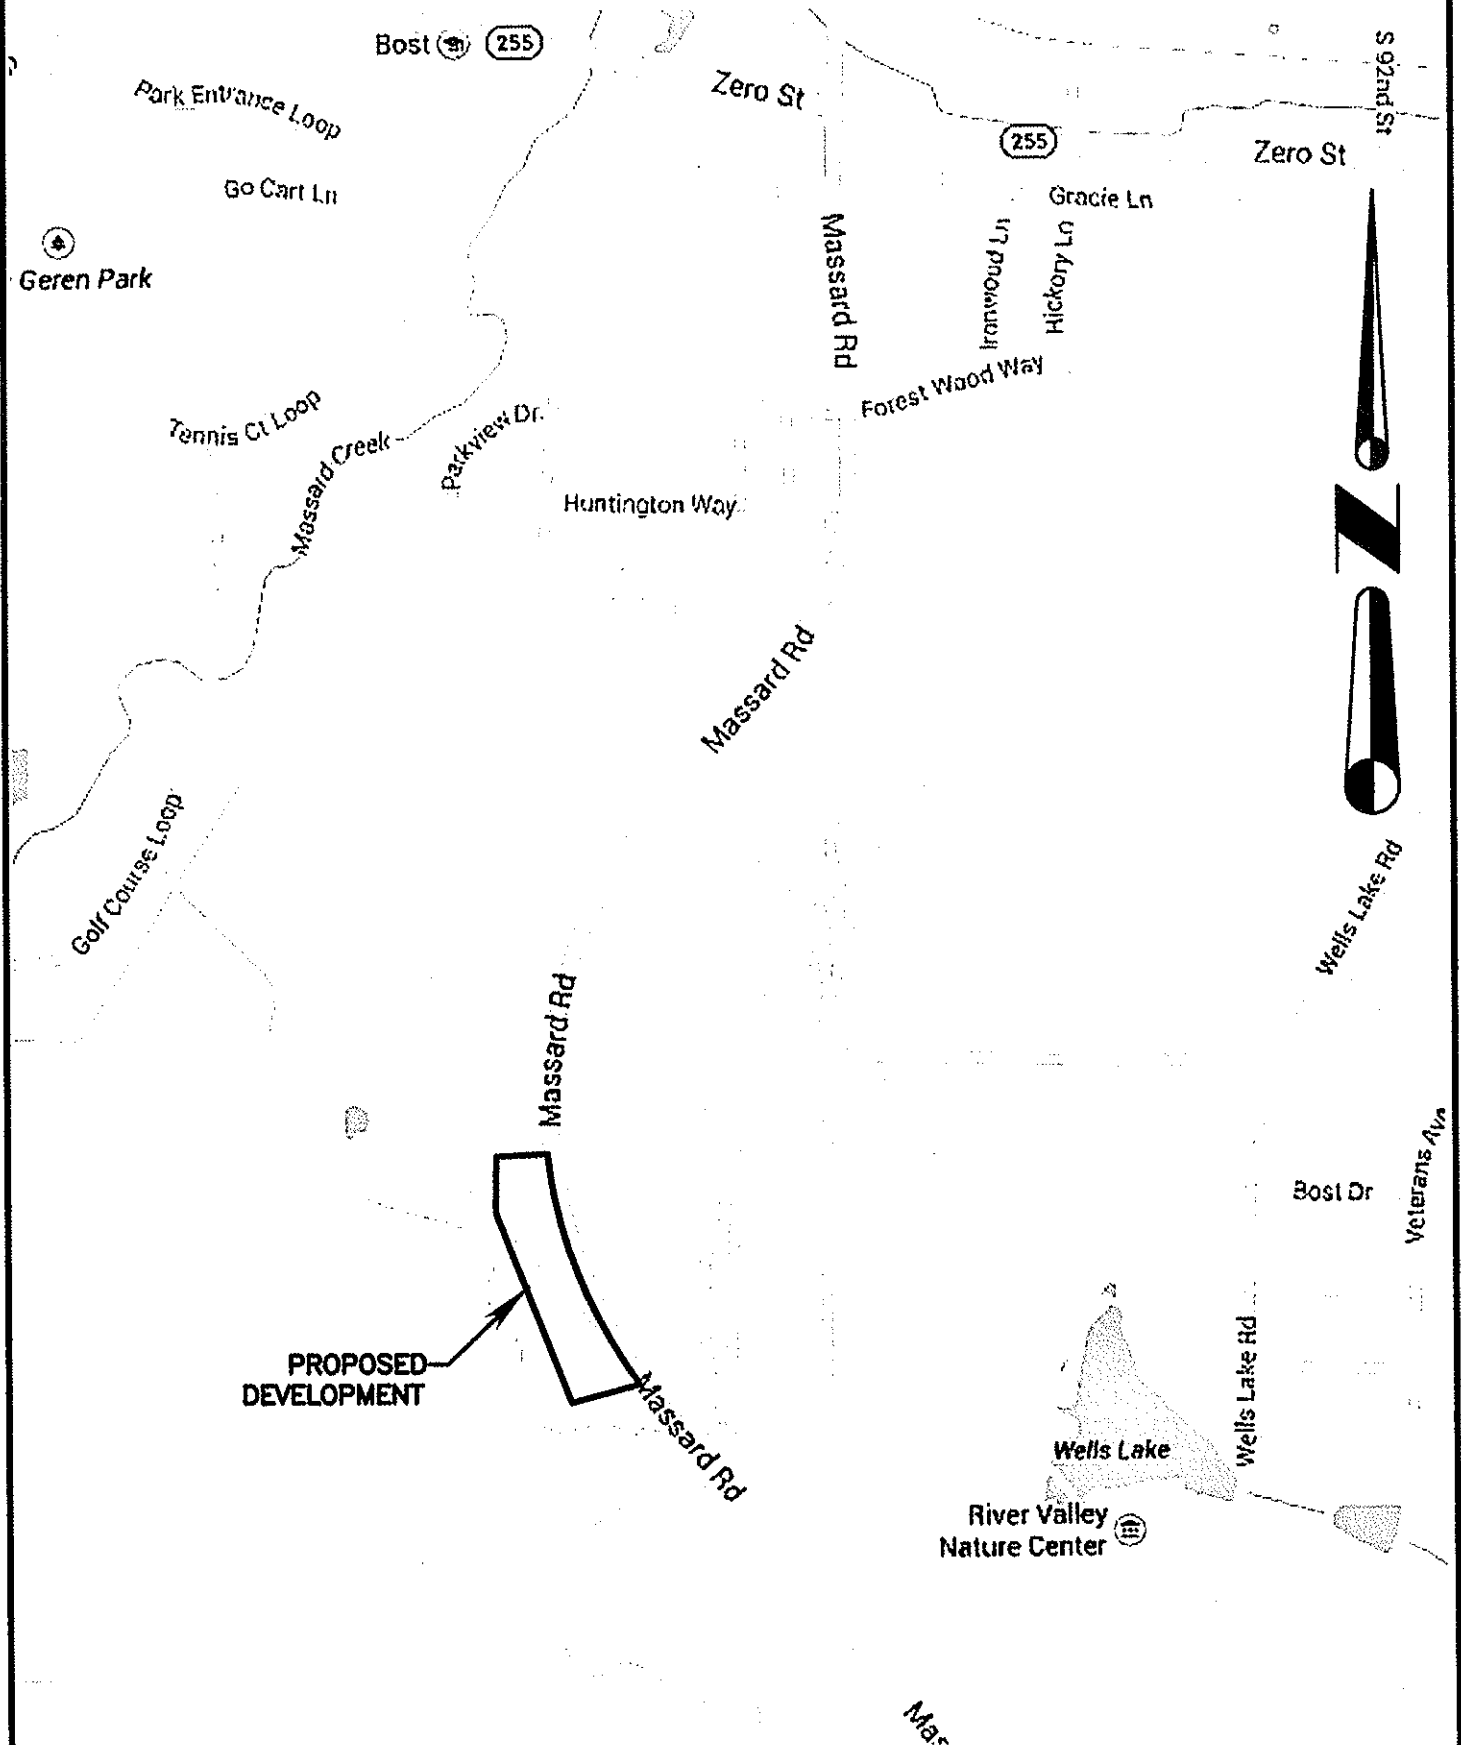 Bost
255
S 92nd St
Zero St
Park Entrance Loop
255
Zero St
Go Cart Ln
Gracie Ln
Geren Park
Massard Rd
Ironwood Ln
Hickory Ln
Forest Wood Way
Tennis Ct Loop
Massard Creek
Parkview Dr.
Huntington Way
N
Massard Rd
Golf Course Loop
Wells Lake Rd
Massard Rd
Bost Dr
Veterans Ave
PROPOSED
DEVELOPMENT
Wells Lake Rd
Massard Rd
Wells Lake
River Valley
Nature Center
Mas